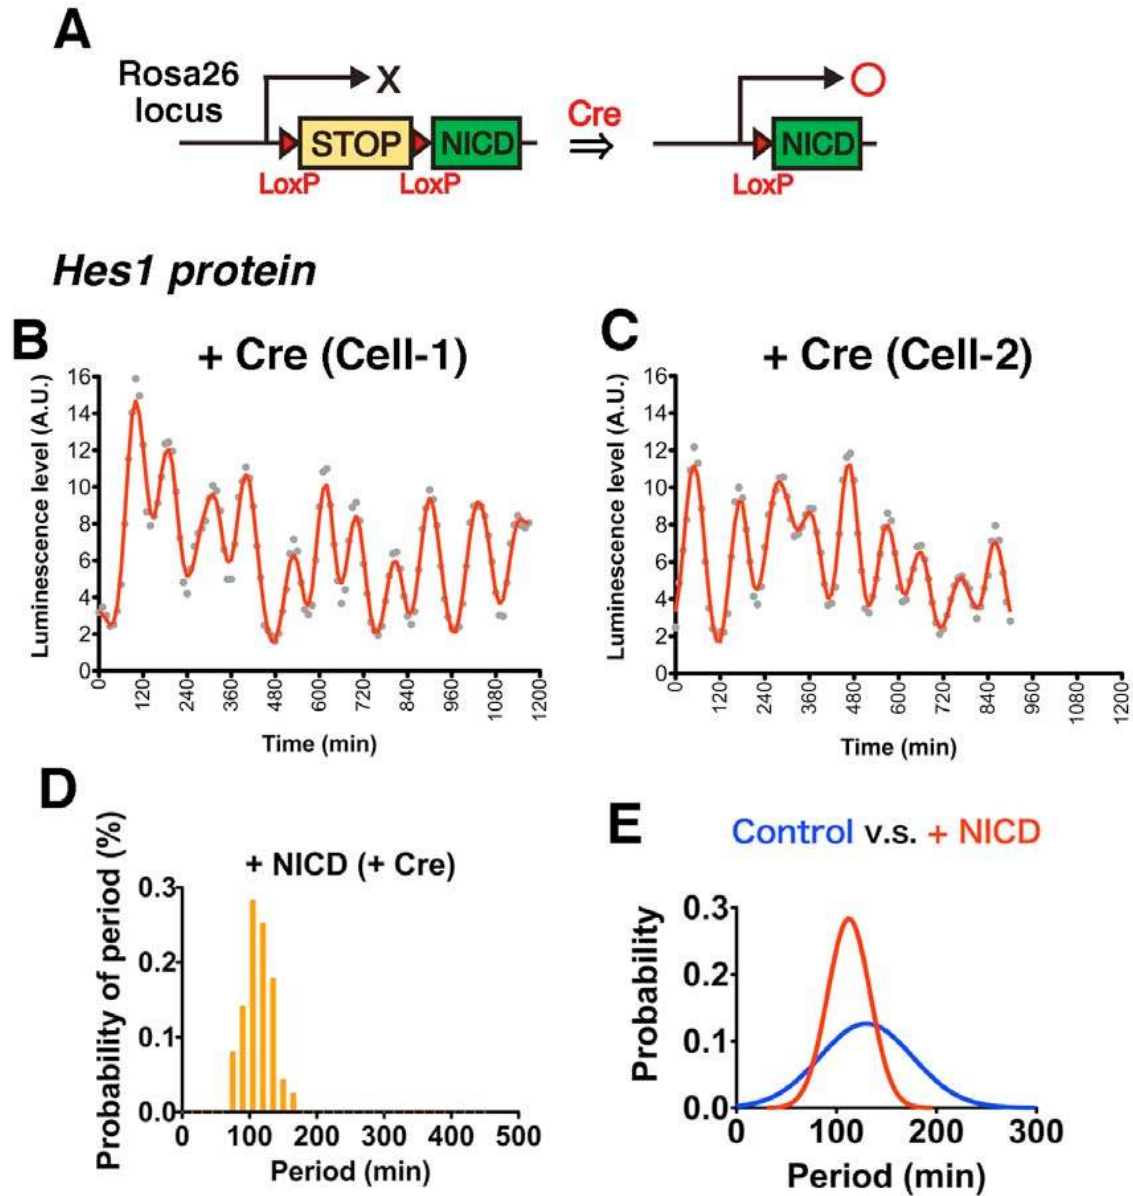 A
Rosa26
locus
X
STOP
NICD
LoxP
LoxP
Cre
⇒
NICD
LoxP
Hes1 protein
B
+ Cre (Cell-1)
Luminescence level (A.U.)
16
14
12
10
8
6
4
2
0
0 120 240 360 480 600 720 840 960 1080 1200
Time (min)
C
+ Cre (Cell-2)
Luminescence level (A.U.)
16
14
12
10
8
6
4
2
0
0 120 240 360 480 600 720 840 960 1080 1200
Time (min)
D
+ NICD (+ Cre)
Probability of period (%)
0.3
0.2
0.1
0.0
0 100 200 300 400 500
Period (min)
E
Control v.s. + NICD
Probability
0.3
0.2
0.1
0.0
0 100 200 300
Period (min)